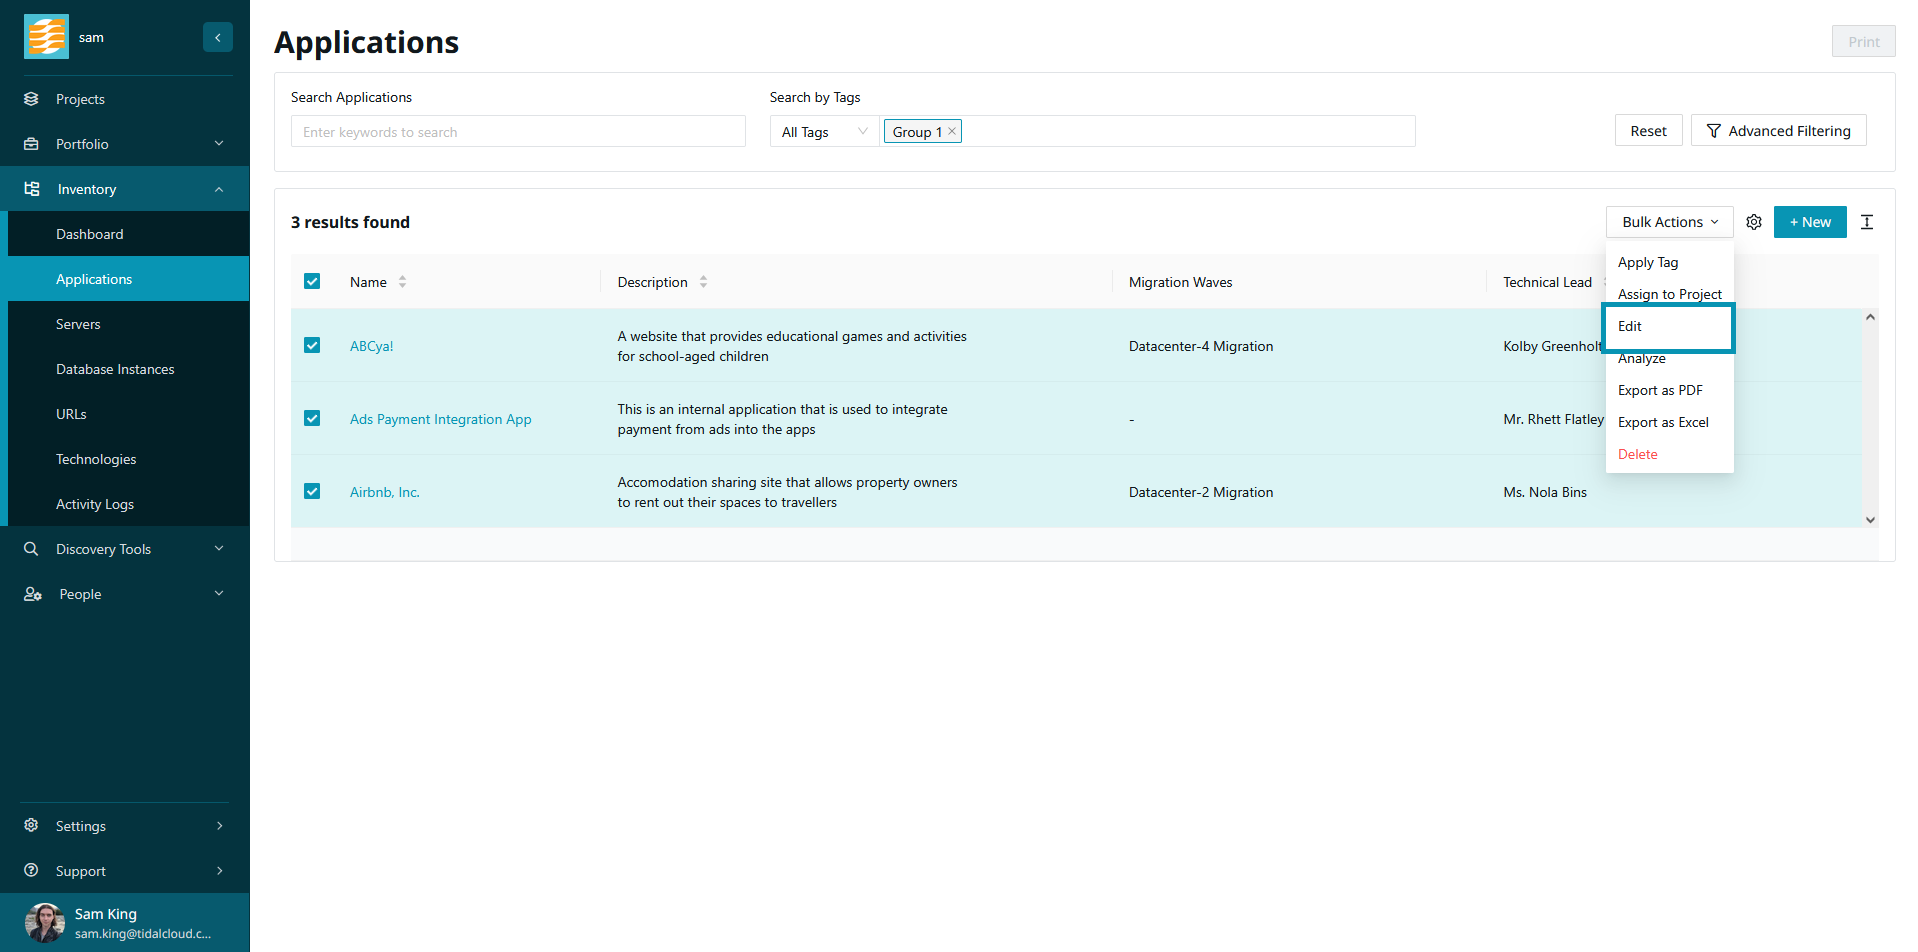 sam
Projects
Portfolio
Inventory
Dashboard
Applications
Servers
Database Instances
URLs
Technologies
Activity Logs
Discovery Tools
People
Settings
Support
Sam King
sam.king@tidalcloud.c...
Applications
Print
Search Applications
Enter keywords to search
Search by Tags
All Tags
Group 1
Reset
Advanced Filtering
3 results found
Bulk Actions
+ New
Apply Tag
Assign to Project
Edit
Analyze
Export as PDF
Export as Excel
Delete
Name
Description
Migration Waves
Technical Lead
ABCya!
A website that provides educational games and activities
for school-aged children
Datacenter-4 Migration
Kolby Greenholt
Ads Payment Integration App
This is an internal application that is used to integrate
payment from ads into the apps
-
Mr. Rhett Flatley
Airbnb, Inc.
Accomodation sharing site that allows property owners
to rent out their spaces to travellers
Datacenter-2 Migration
Ms. Nola Bins